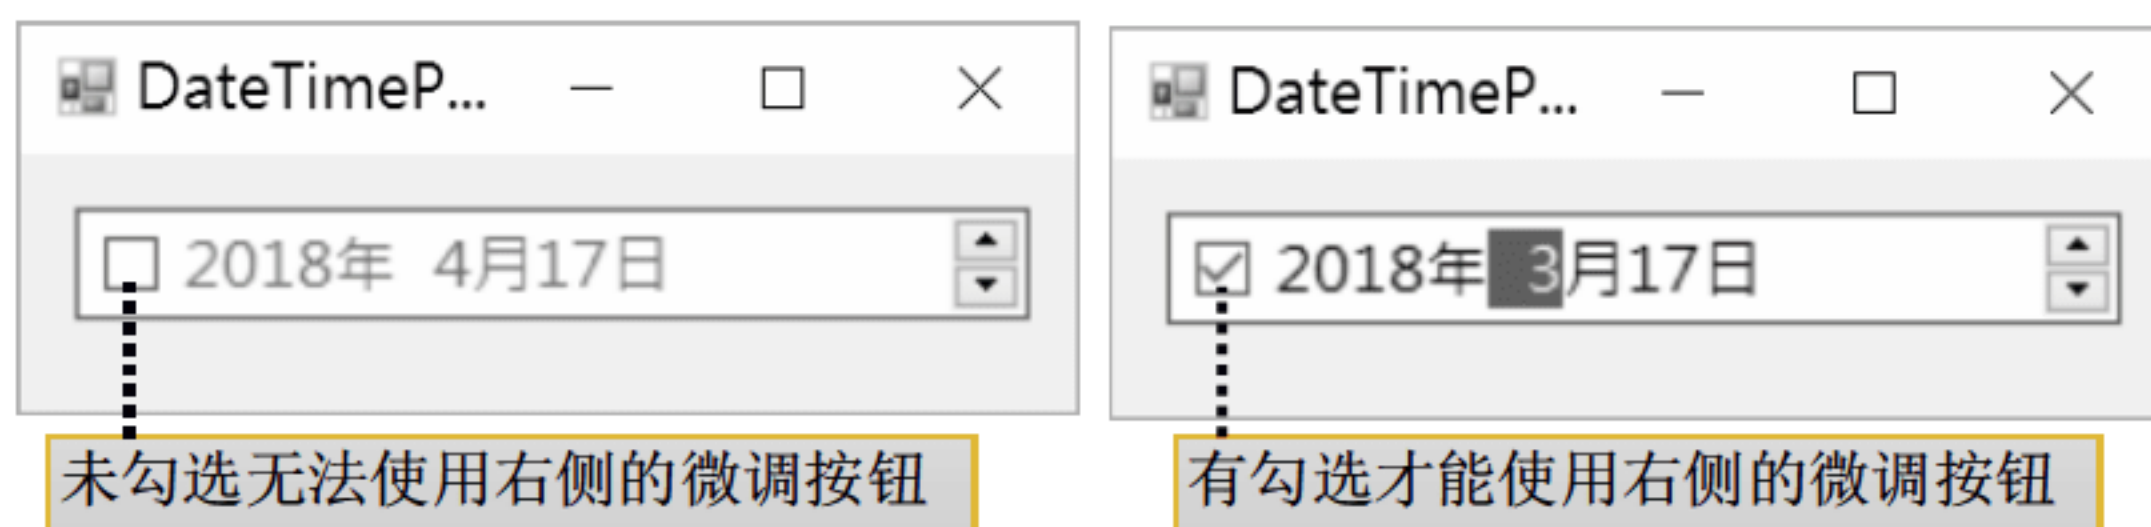 DateTimeP...
2018年 4月17日
未勾选无法使用右侧的微调按钮
DateTimeP...
2018年 3月17日
有勾选才能使用右侧的微调按钮